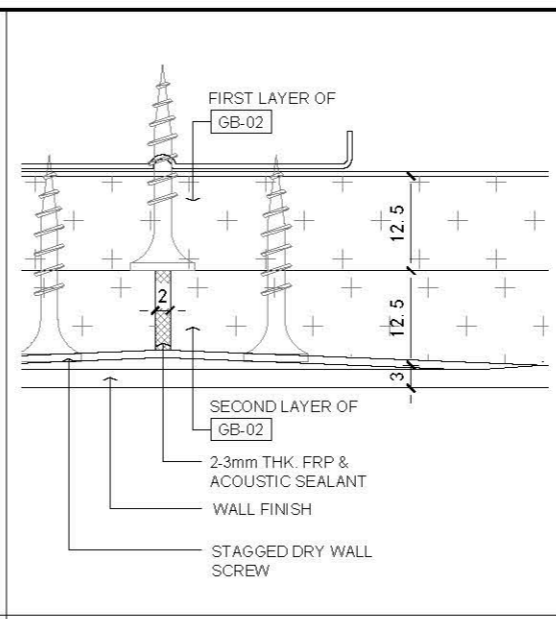 FIRST LAYER OF
GB-02
12.5
2
12.5
3
SECOND LAYER OF
GB-02
2-3mm THK. FRP &
ACOUSTIC SEALANT
WALL FINISH
STAGGED DRY WALL
SCREW